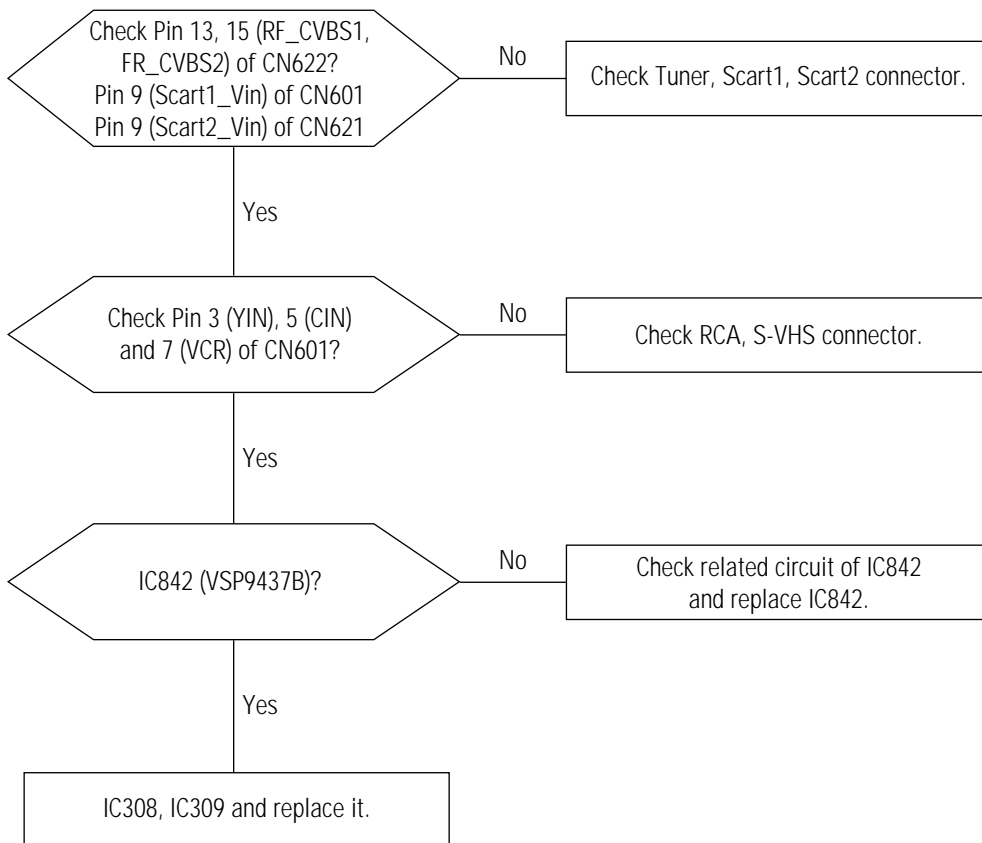 Check Pin 13, 15 (RF_CVBS1,
FR_CVBS2) of CN622?
Pin 9 (Scart1_Vin) of CN601
Pin 9 (Scart2_Vin) of CN621
No
Check Tuner, Scart1, Scart2 connector.
Yes
Check Pin 3 (YIN), 5 (CIN)
and 7 (VCR) of CN601?
No
Check RCA, S-VHS connector.
Yes
IC842 (VSP9437B)?
No
Check related circuit of IC842
and replace IC842.
Yes
IC308, IC309 and replace it.